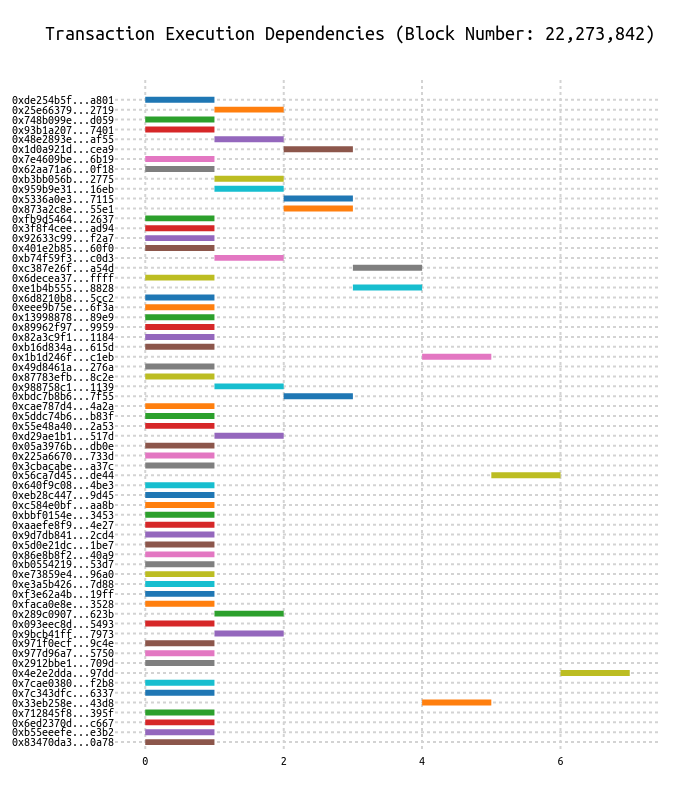 Transaction Execution Dependencies (Block Number: 22,273,842)
0xde254b5f...a801
0x25e66379...2719
0x748b099e...d059
0x93b1a207...7401
0x48e2893e...af55
0x1d0a921d...cea9
0x7e4609be...6b19
0x62aa71a6...0f18
0xb3bb056b...2775
0x959b9e31...16eb
0x5336a0e3...7115
0x873a2c8e...55e1
0xfb9d5464...2637
0x3f8f4cee...ad94
0x92633c99...f2a7
0x401e2b85...60f0
0xb74f59f3...c0d3
0xc387e26f...a54d
0x6decea37...ffff
0xe1b4b555...8828
0x6d8210b8...5cc2
0xeee9b75e...6f3a
0x13998878...89e9
0x89962f97...9959
0x82a3c9f1...1184
0xb16d834a...615d
0x1b1d246f...c1eb
0x49d8461a...276a
0x87783efb...8c2e
0x988758c1...1139
0xbdc7b8b6...7f55
0xcae787d4...4a2a
0x5ddc74b6...b83f
0x55e48a40...2a53
0xd29ae1b1...517d
0x05a3976b...db0e
0x225a6670...733d
0x3cbacabe...a37c
0x56ca7d45...de44
0x640f9c08...4be3
0xeb28c447...9d45
0xc584e0bf...aa8b
0xbbf0154e...3453
0xaaefe8f9...4e27
0x9d7db841...2cd4
0x5d0e21dc...1be7
0x86e8b8f2...40a9
0xb0554219...53d7
0xe73859e4...96a0
0xe3a5b426...7d88
0xf3e62a4b...19ff
0xfaca0e8e...3528
0x289c0907...623b
0x093eec8d...5493
0x9bcb41ff...7973
0x971f0ecf...9c4e
0x977d96a7...5750
0x2912bbe1...709d
0x4e2e2dda...97dd
0x7cae0380...f2b8
0x7c343dfc...6337
0x33eb258e...43d8
0x712845f8...395f
0x6ed2370d...c667
0xb55eeefe...e3b2
0x83470da3...0a78
0 2 4 6